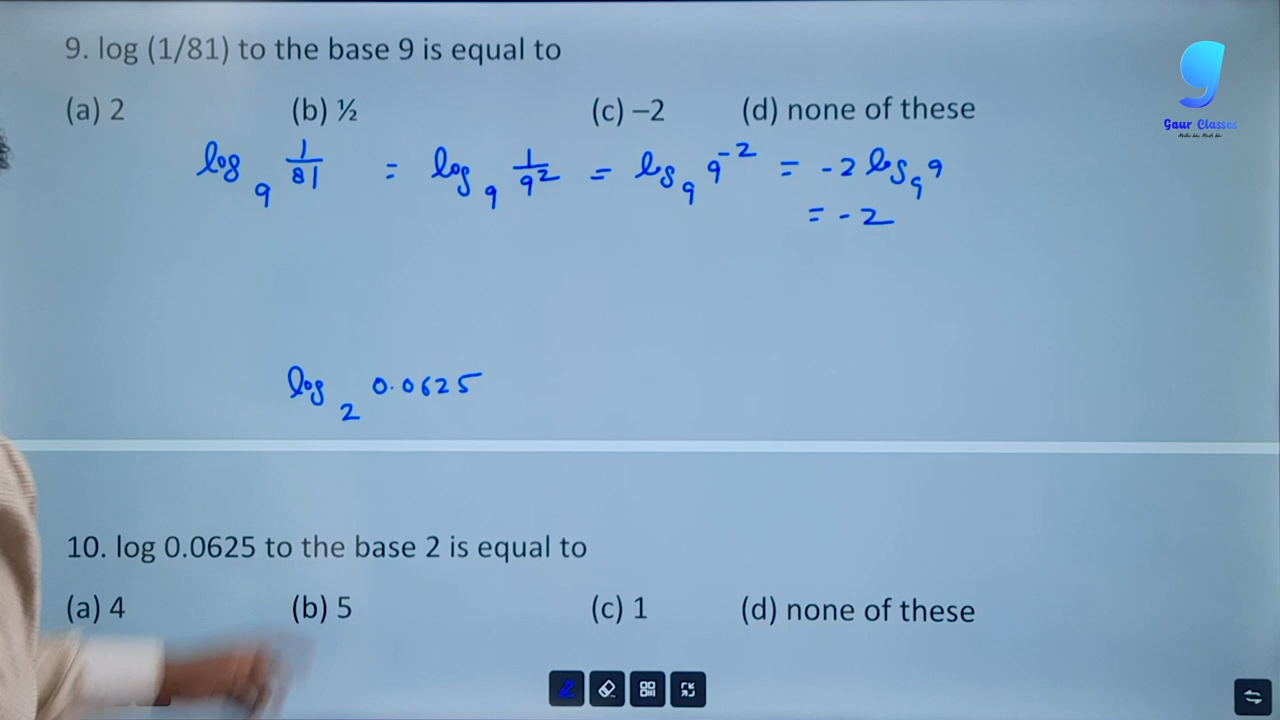 9. log (1/81) to the base 9 is equal to
(a) 2 (b) ½ (c) –2 (d) none of these
log₉ 1/81 = log₉ 1/9² = log₉ 9⁻² = -2 log₉ 9
= -2
log₂ 0.0625
10. log 0.0625 to the base 2 is equal to
(a) 4 (b) 5 (c) 1 (d) none of these
g
Gaur Classes